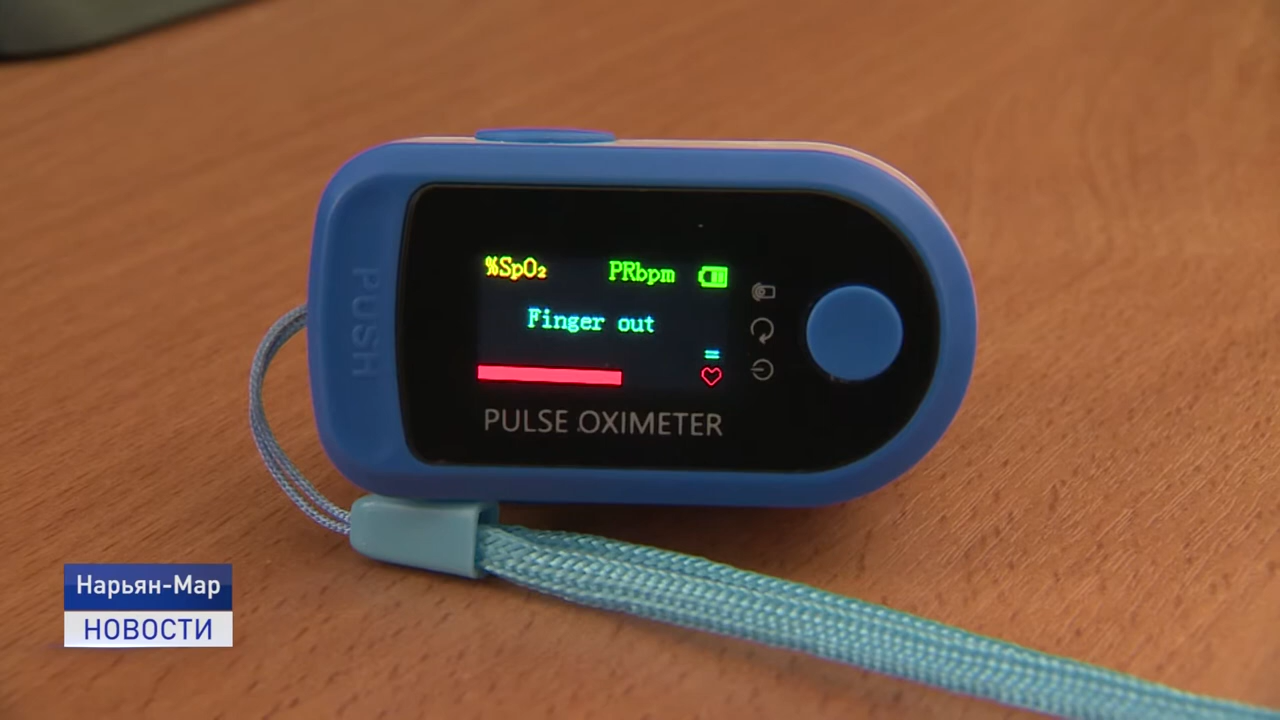 %SpO₂ PRbpm
Finger out
PULSE OXIMETER
PUSH
Нарьян-Мар
НОВОСТИ